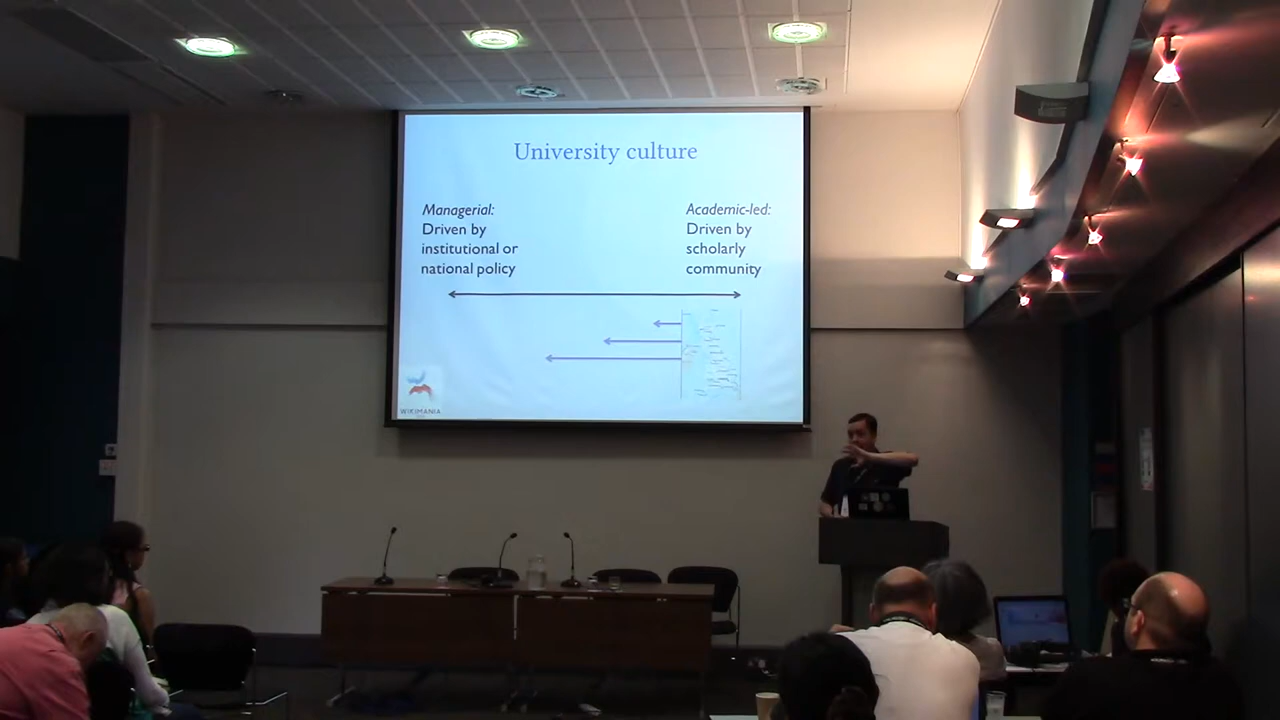 University culture
Managerial:
Driven by
institutional or
national policy
Academic-led:
Driven by
scholarly
community
WIKIMANIA